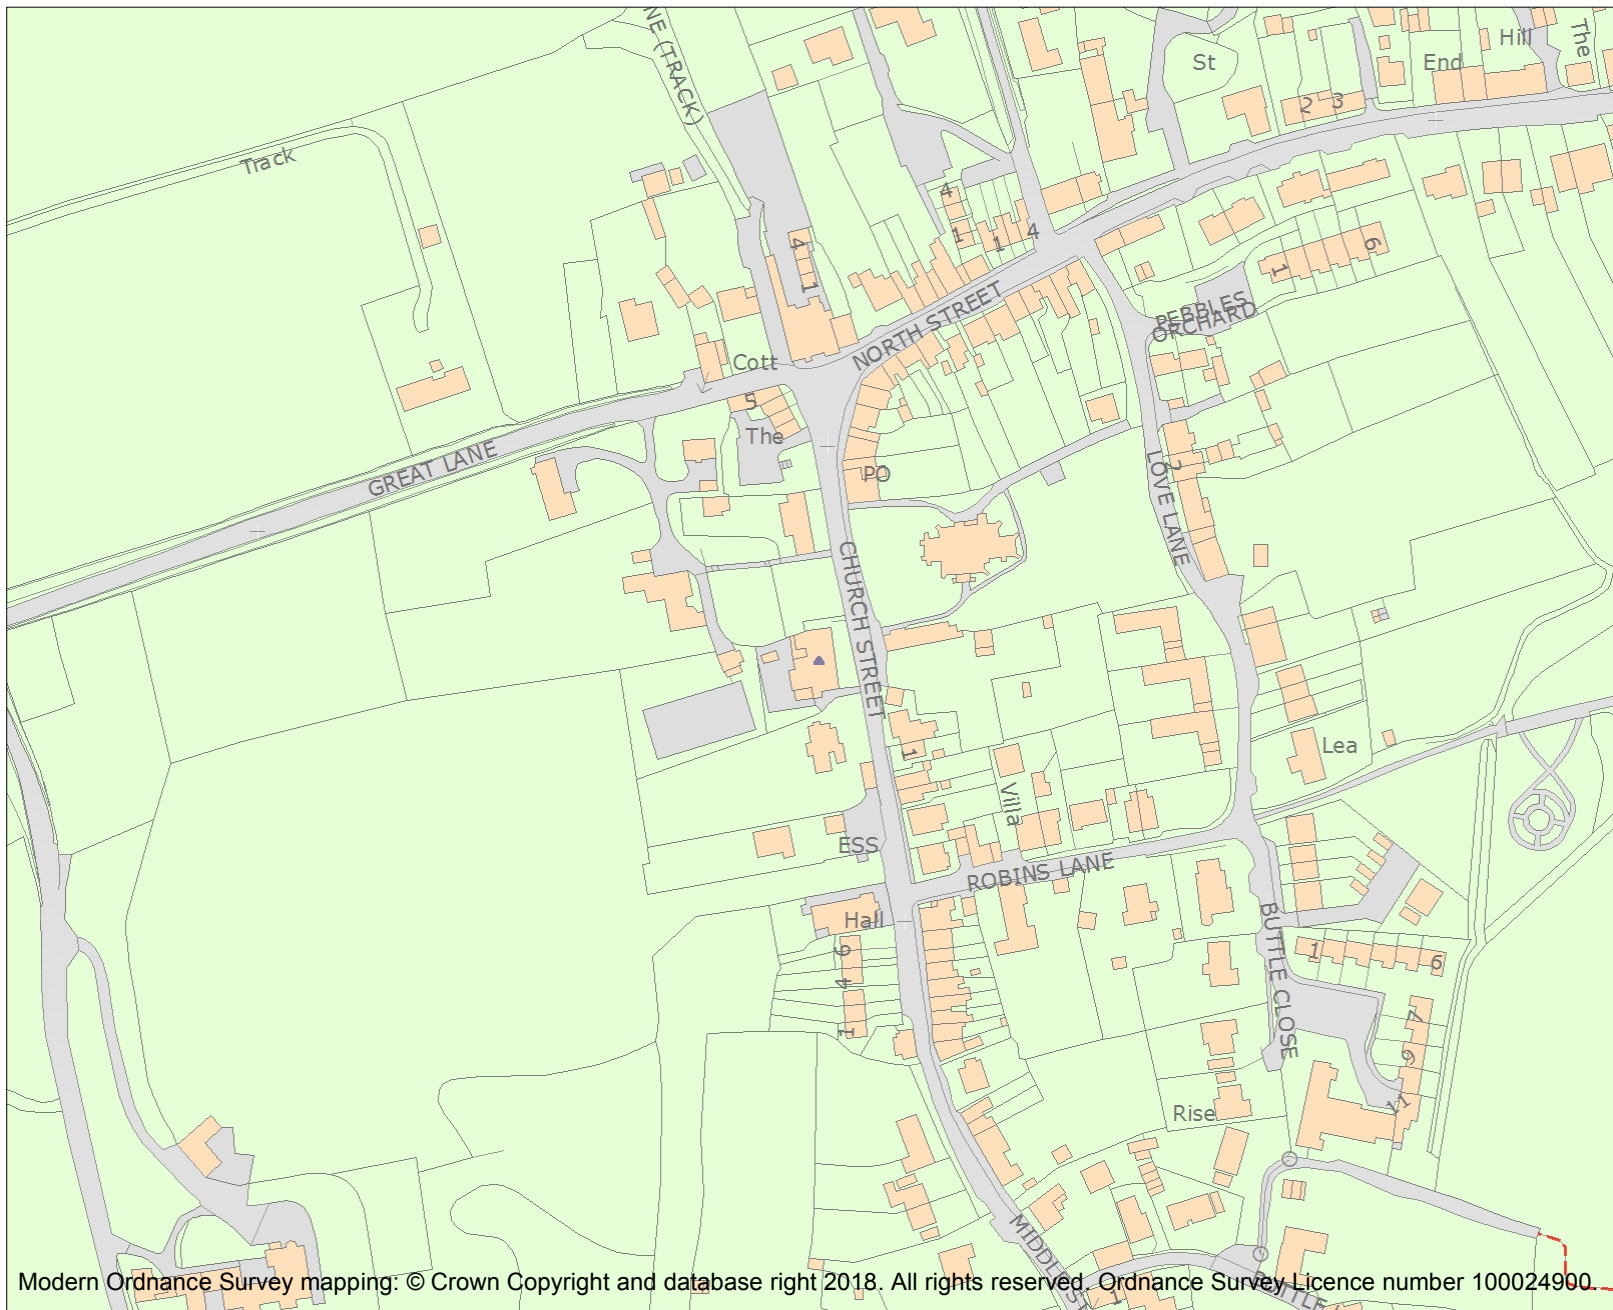 NE (TRACK)
Hill
The
St
End
2 3
Track
4
4
1
1
4
6
1
1
NORTH STREET
PEBBLES
ORCHARD
Cott
5
The
GREAT LANE
PO
2
LOVE LANE
CHURCH STREET
1
Lea
Villa
ESS
ROBINS LANE
Hall
9
4
1
BUTTLE CLOSE
1
6
7
9
11
Rise
MIDDLE ST
1
Modern Ordnance Survey mapping: © Crown Copyright and database right 2018. All rights reserved. Ordnance Survey Licence number 100024900.